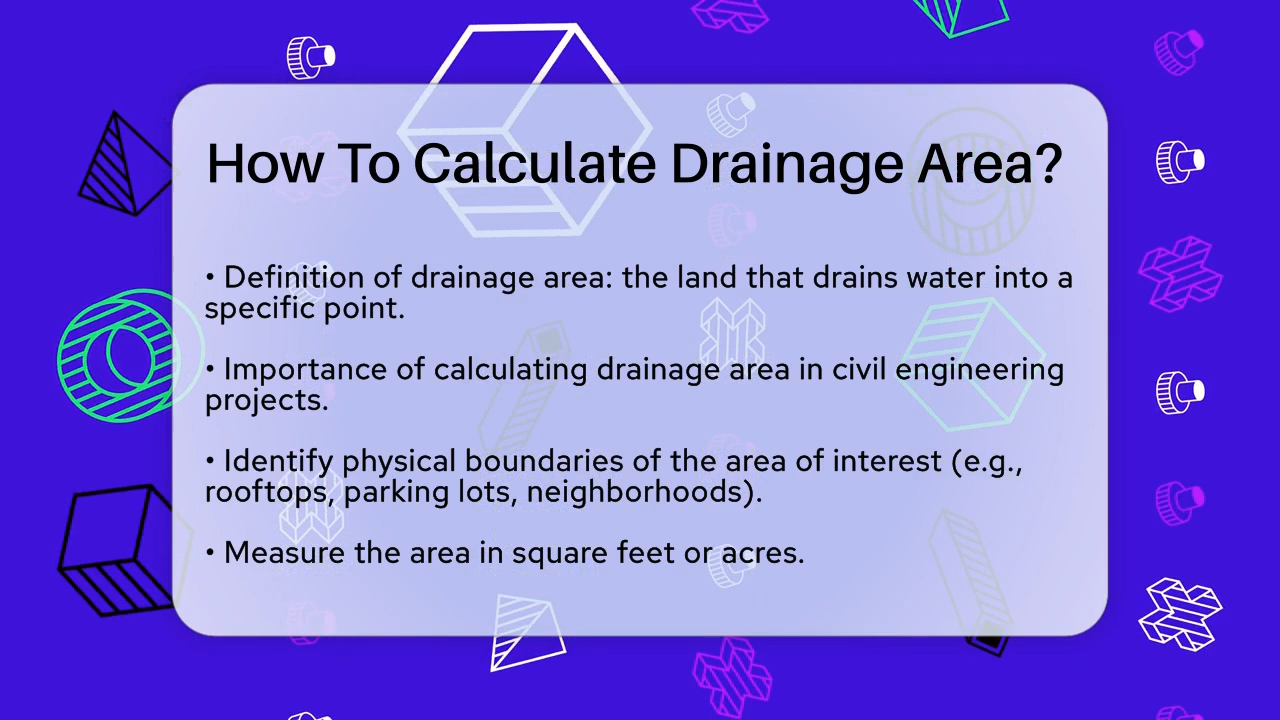 How To Calculate Drainage Area?
• Definition of drainage area: the land that drains water into a
specific point.
• Importance of calculating drainage area in civil engineering
projects.
• Identify physical boundaries of the area of interest (e.g.,
rooftops, parking lots, neighborhoods).
• Measure the area in square feet or acres.